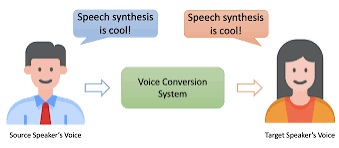 Speech synthesis
is cool!
Speech synthesis
is cool!
Voice Conversion
System
Source Speaker's Voice
Target Speaker's Voice